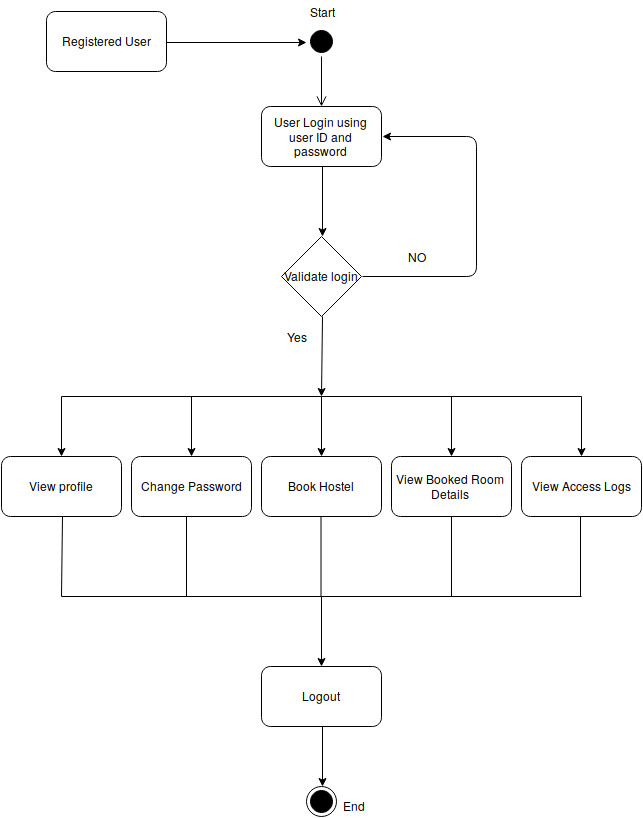 Start
Registered User
User Login using
user ID and
password
NO
Validate login
Yes
View profile
Change Password
Book Hostel
View Booked Room
Details
View Access Logs
Logout
End